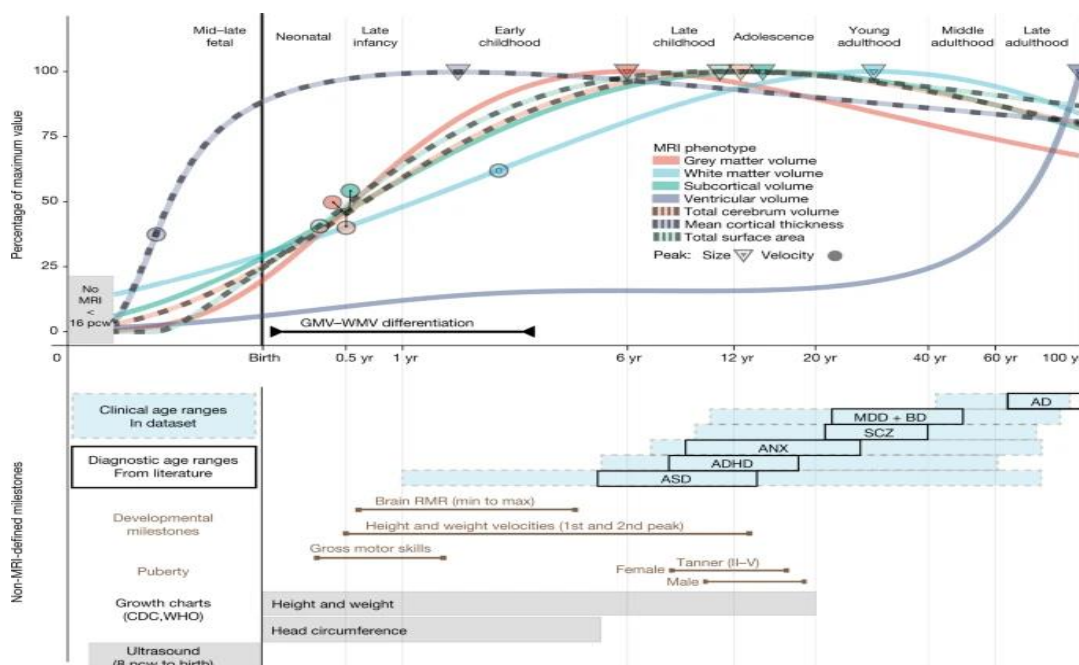 Mid–late
fetal
Neonatal
Late
infancy
Early
childhood
Late
childhood
Adolescence
Young
adulthood
Middle
adulthood
Late
adulthood
Percentage of maximum value
100
75
50
25
0
No
MRI
<
16 pcw
MRI phenotype
Grey matter volume
White matter volume
Subcortical volume
Ventricular volume
Total cerebrum volume
Mean cortical thickness
Total surface area
Peak: Size Velocity
GMV–WMV differentiation
0 Birth 0.5 yr 1 yr 6 yr 12 yr 20 yr 40 yr 60 yr 100 yr
Non-MRI-defined milestones
Clinical age ranges
In dataset
Diagnostic age ranges
From literature
AD
MDD + BD
SCZ
ANX
ADHD
ASD
Developmental
milestones
Brain RMR (min to max)
Height and weight velocities (1st and 2nd peak)
Gross motor skills
Puberty
Tanner (II–V)
Female
Male
Growth charts
(CDC,WHO)
Height and weight
Head circumference
Ultrasound
(8 pcw to birth)